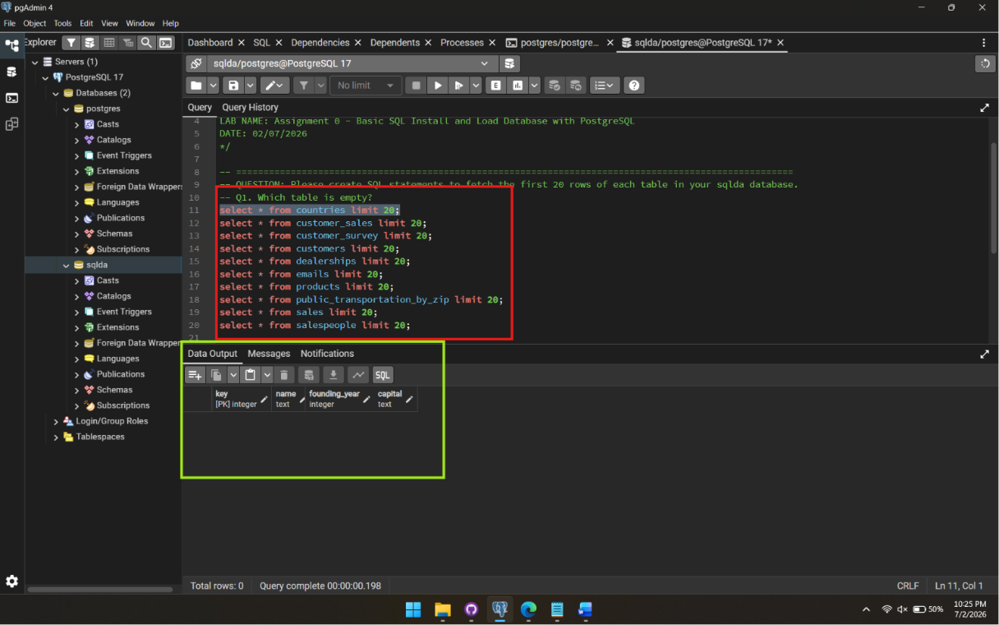 pgAdmin 4
File Object Tools Edit View Window Help
Explorer
Dashboard SQL Dependencies Dependents Processes postgres/postgre... sqlda/postgres@PostgreSQL 17*
Servers (1)
PostgreSQL 17
Databases (2)
postgres
Casts
Catalogs
Event Triggers
Extensions
Foreign Data Wrappers
Languages
Publications
Schemas
Subscriptions
sqlda
Casts
Catalogs
Event Triggers
Extensions
Foreign Data Wrapper
Languages
Publications
Schemas
Subscriptions
Login/Group Roles
Tablespaces
sqlda/postgres@PostgreSQL 17
No limit
E
Query Query History
4 LAB NAME: Assignment 0 - Basic SQL Install and Load Database with PostgreSQL
5 DATE: 02/07/2026
6 */
7
8 -- ====================================================================================================
9 -- QUESTION: Please create SQL statements to fetch the first 20 rows of each table in your sqlda database.
10 -- Q1. Which table is empty?
11 select * from countries limit 20;
12 select * from customer_sales limit 20;
13 select * from customer_survey limit 20;
14 select * from customers limit 20;
15 select * from dealerships limit 20;
16 select * from emails limit 20;
17 select * from products limit 20;
18 select * from public_transportation_by_zip limit 20;
19 select * from sales limit 20;
20 select * from salespeople limit 20;
21
Data Output Messages Notifications
SQL
key name founding_year capital
[PK] integer text integer text
Total rows: 0 Query complete 00:00:00.198 CRLF Ln 11, Col 1
50%
10:25 PM
7/2/2026